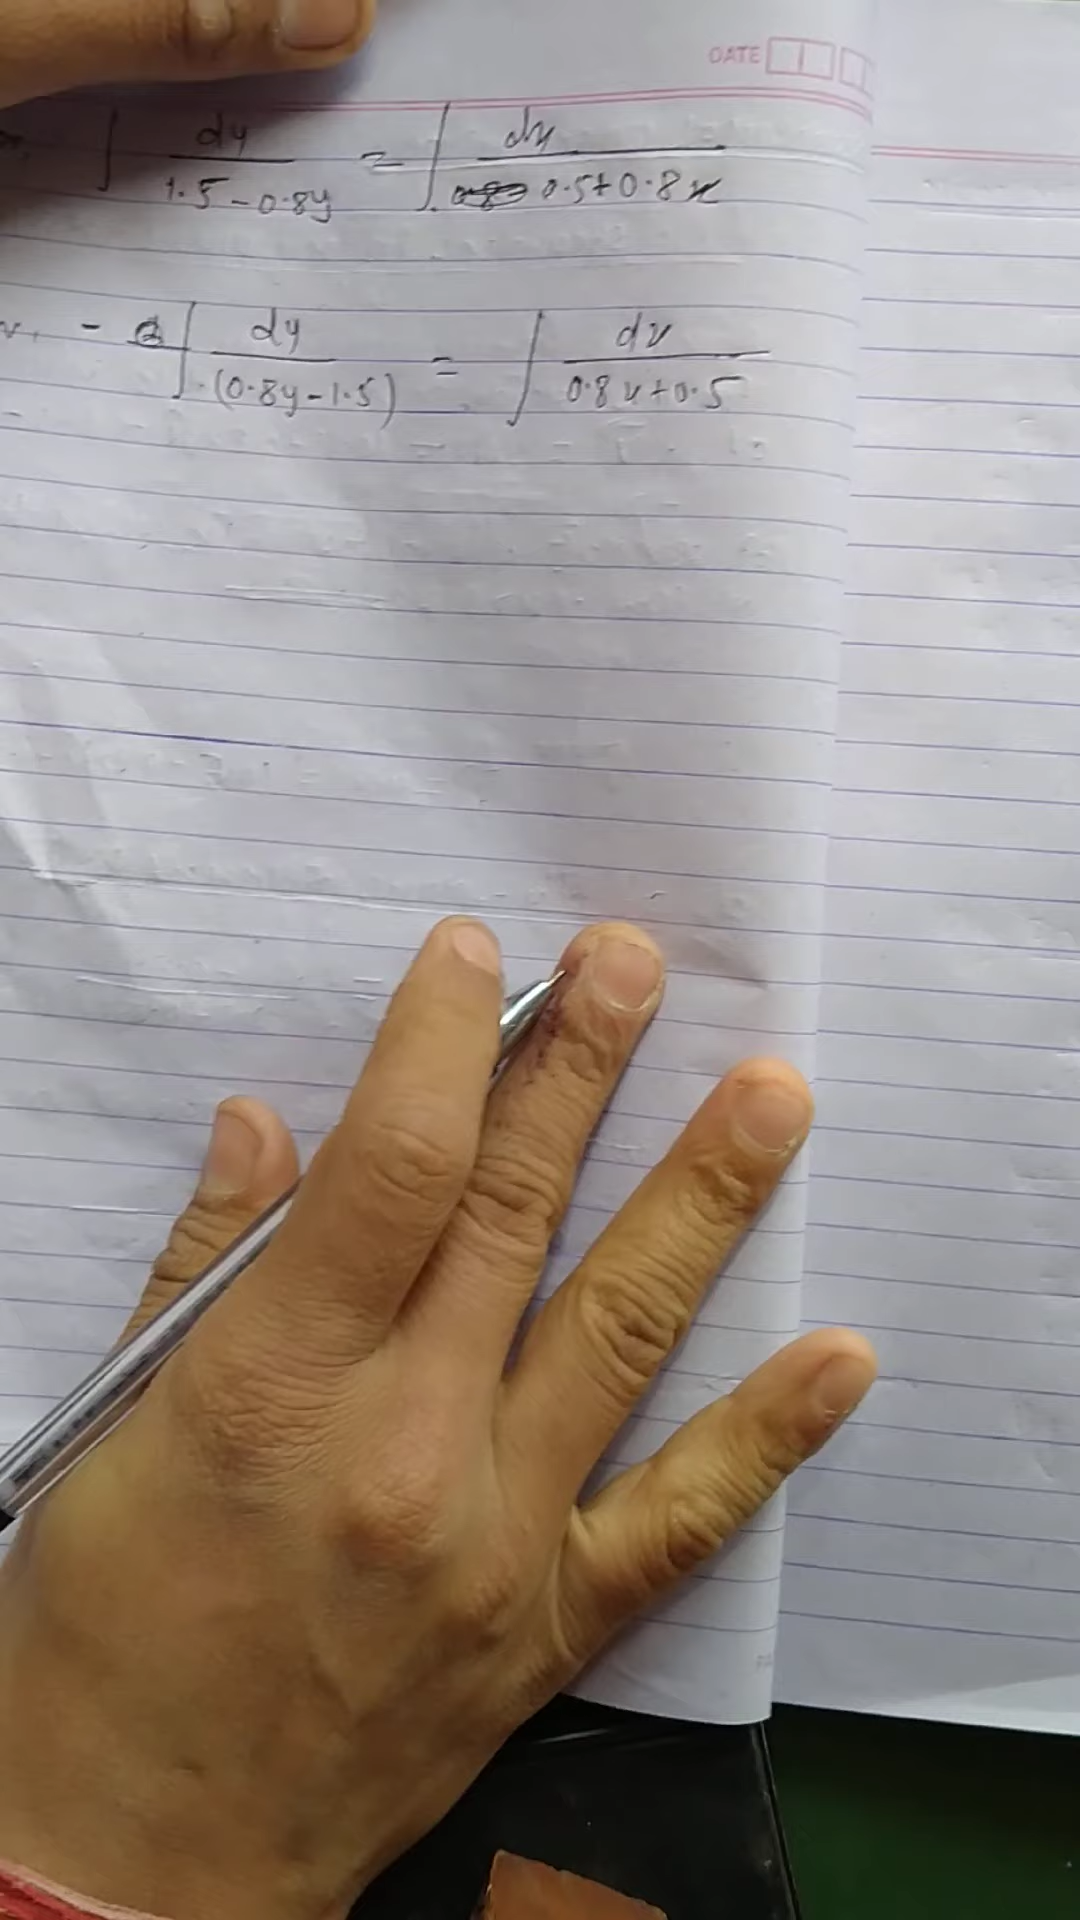 DATE
∫ dy / 1.5 - 0.8y = ∫ dx / 0.5 + 0.8x
- ∫ dy / (0.8y - 1.5) = ∫ dx / 0.8x + 0.5